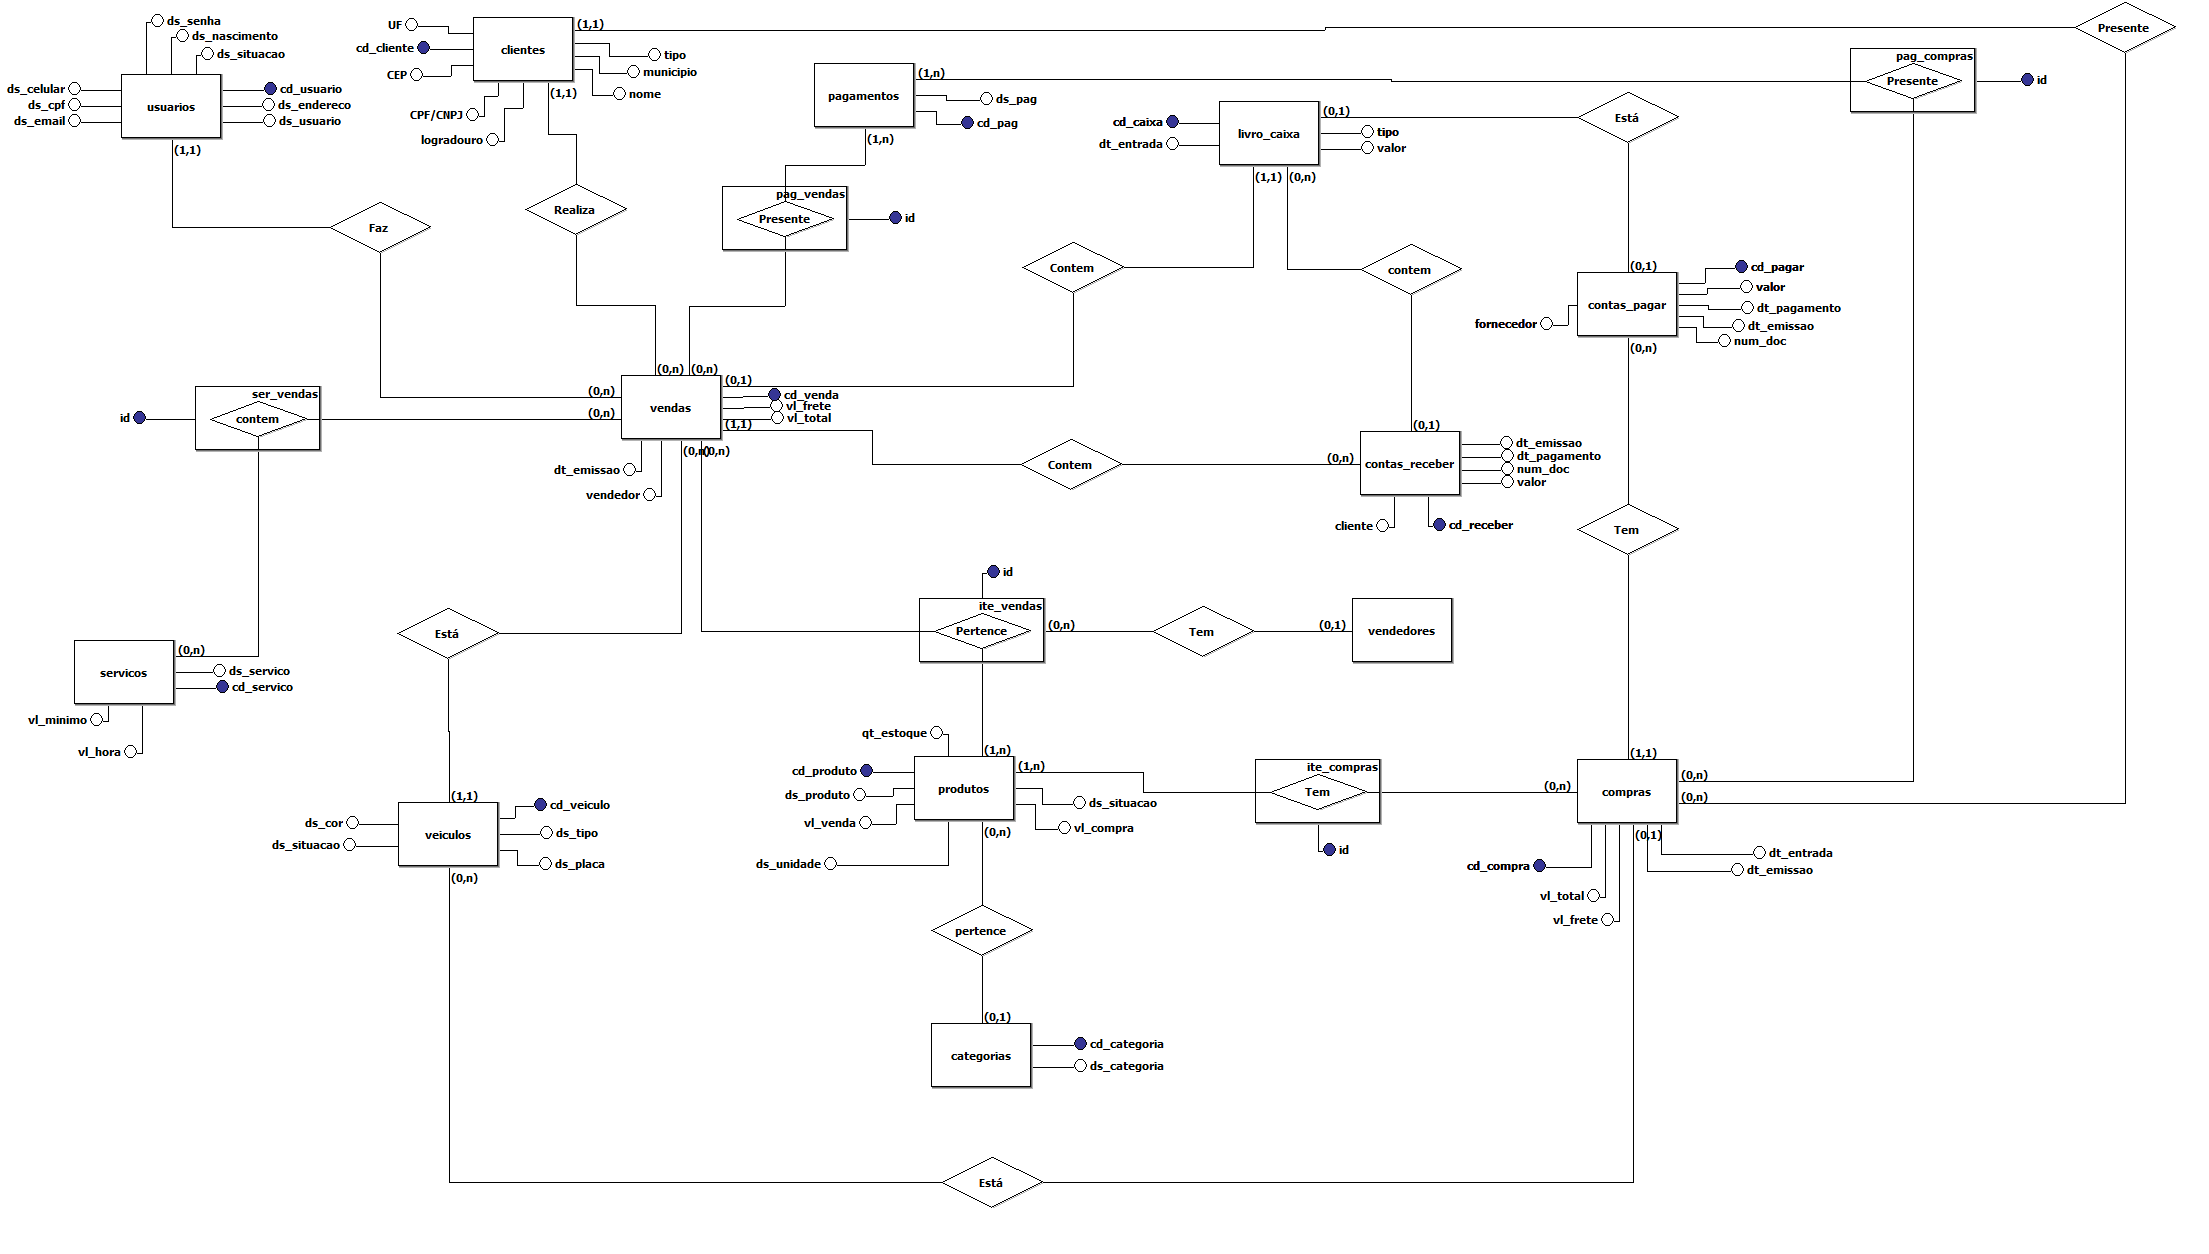 ds_senha
ds_nascimento
ds_situacao
ds_celular
ds_cpf
ds_email
usuarios
cd_usuario
ds_endereco
ds_usuario
(1,1)
UF
cd_cliente
CEP
CPF/CNPJ
logradouro
clientes
(1,1)
tipo
municipio
nome
(1,1)
Presente
pagamentos
(1,n)
ds_pag
cd_pag
(1,n)
pag_compras
Presente
id
cd_caixa
dt_entrada
livro_caixa
(0,1)
tipo
valor
(1,1)
(0,n)
Está
Faz
Realiza
pag_vendas
Presente
id
Contem
contem
(0,1)
contas_pagar
cd_pagar
valor
dt_pagamento
dt_emissao
num_doc
fornecedor
(0,n)
ser_vendas
contem
id
(0,n)
(0,n)
(0,n)
(0,n)
(0,1)
vendas
cd_venda
vl_frete
vl_total
(1,1)
(0,n)
(0,n)
dt_emissao
vendedor
Contem
(0,n)
(0,1)
contas_receber
dt_emissao
dt_pagamento
num_doc
valor
cliente
cd_receber
Tem
id
ite_vendas
Pertence
(0,n)
Tem
(0,1)
vendedores
Está
servicos
(0,n)
ds_servico
cd_servico
vl_minimo
vl_hora
qt_estoque
(1,n)
cd_produto
ds_produto
vl_venda
ds_unidade
produtos
(1,n)
ds_situacao
vl_compra
(0,n)
ite_compras
Tem
id
(0,n)
(1,1)
compras
(0,n)
(0,n)
(0,1)
cd_compra
vl_total
vl_frete
dt_entrada
dt_emissao
(1,1)
ds_cor
ds_situacao
veiculos
cd_veiculo
ds_tipo
ds_placa
(0,n)
pertence
(0,1)
categorias
cd_categoria
ds_categoria
Está